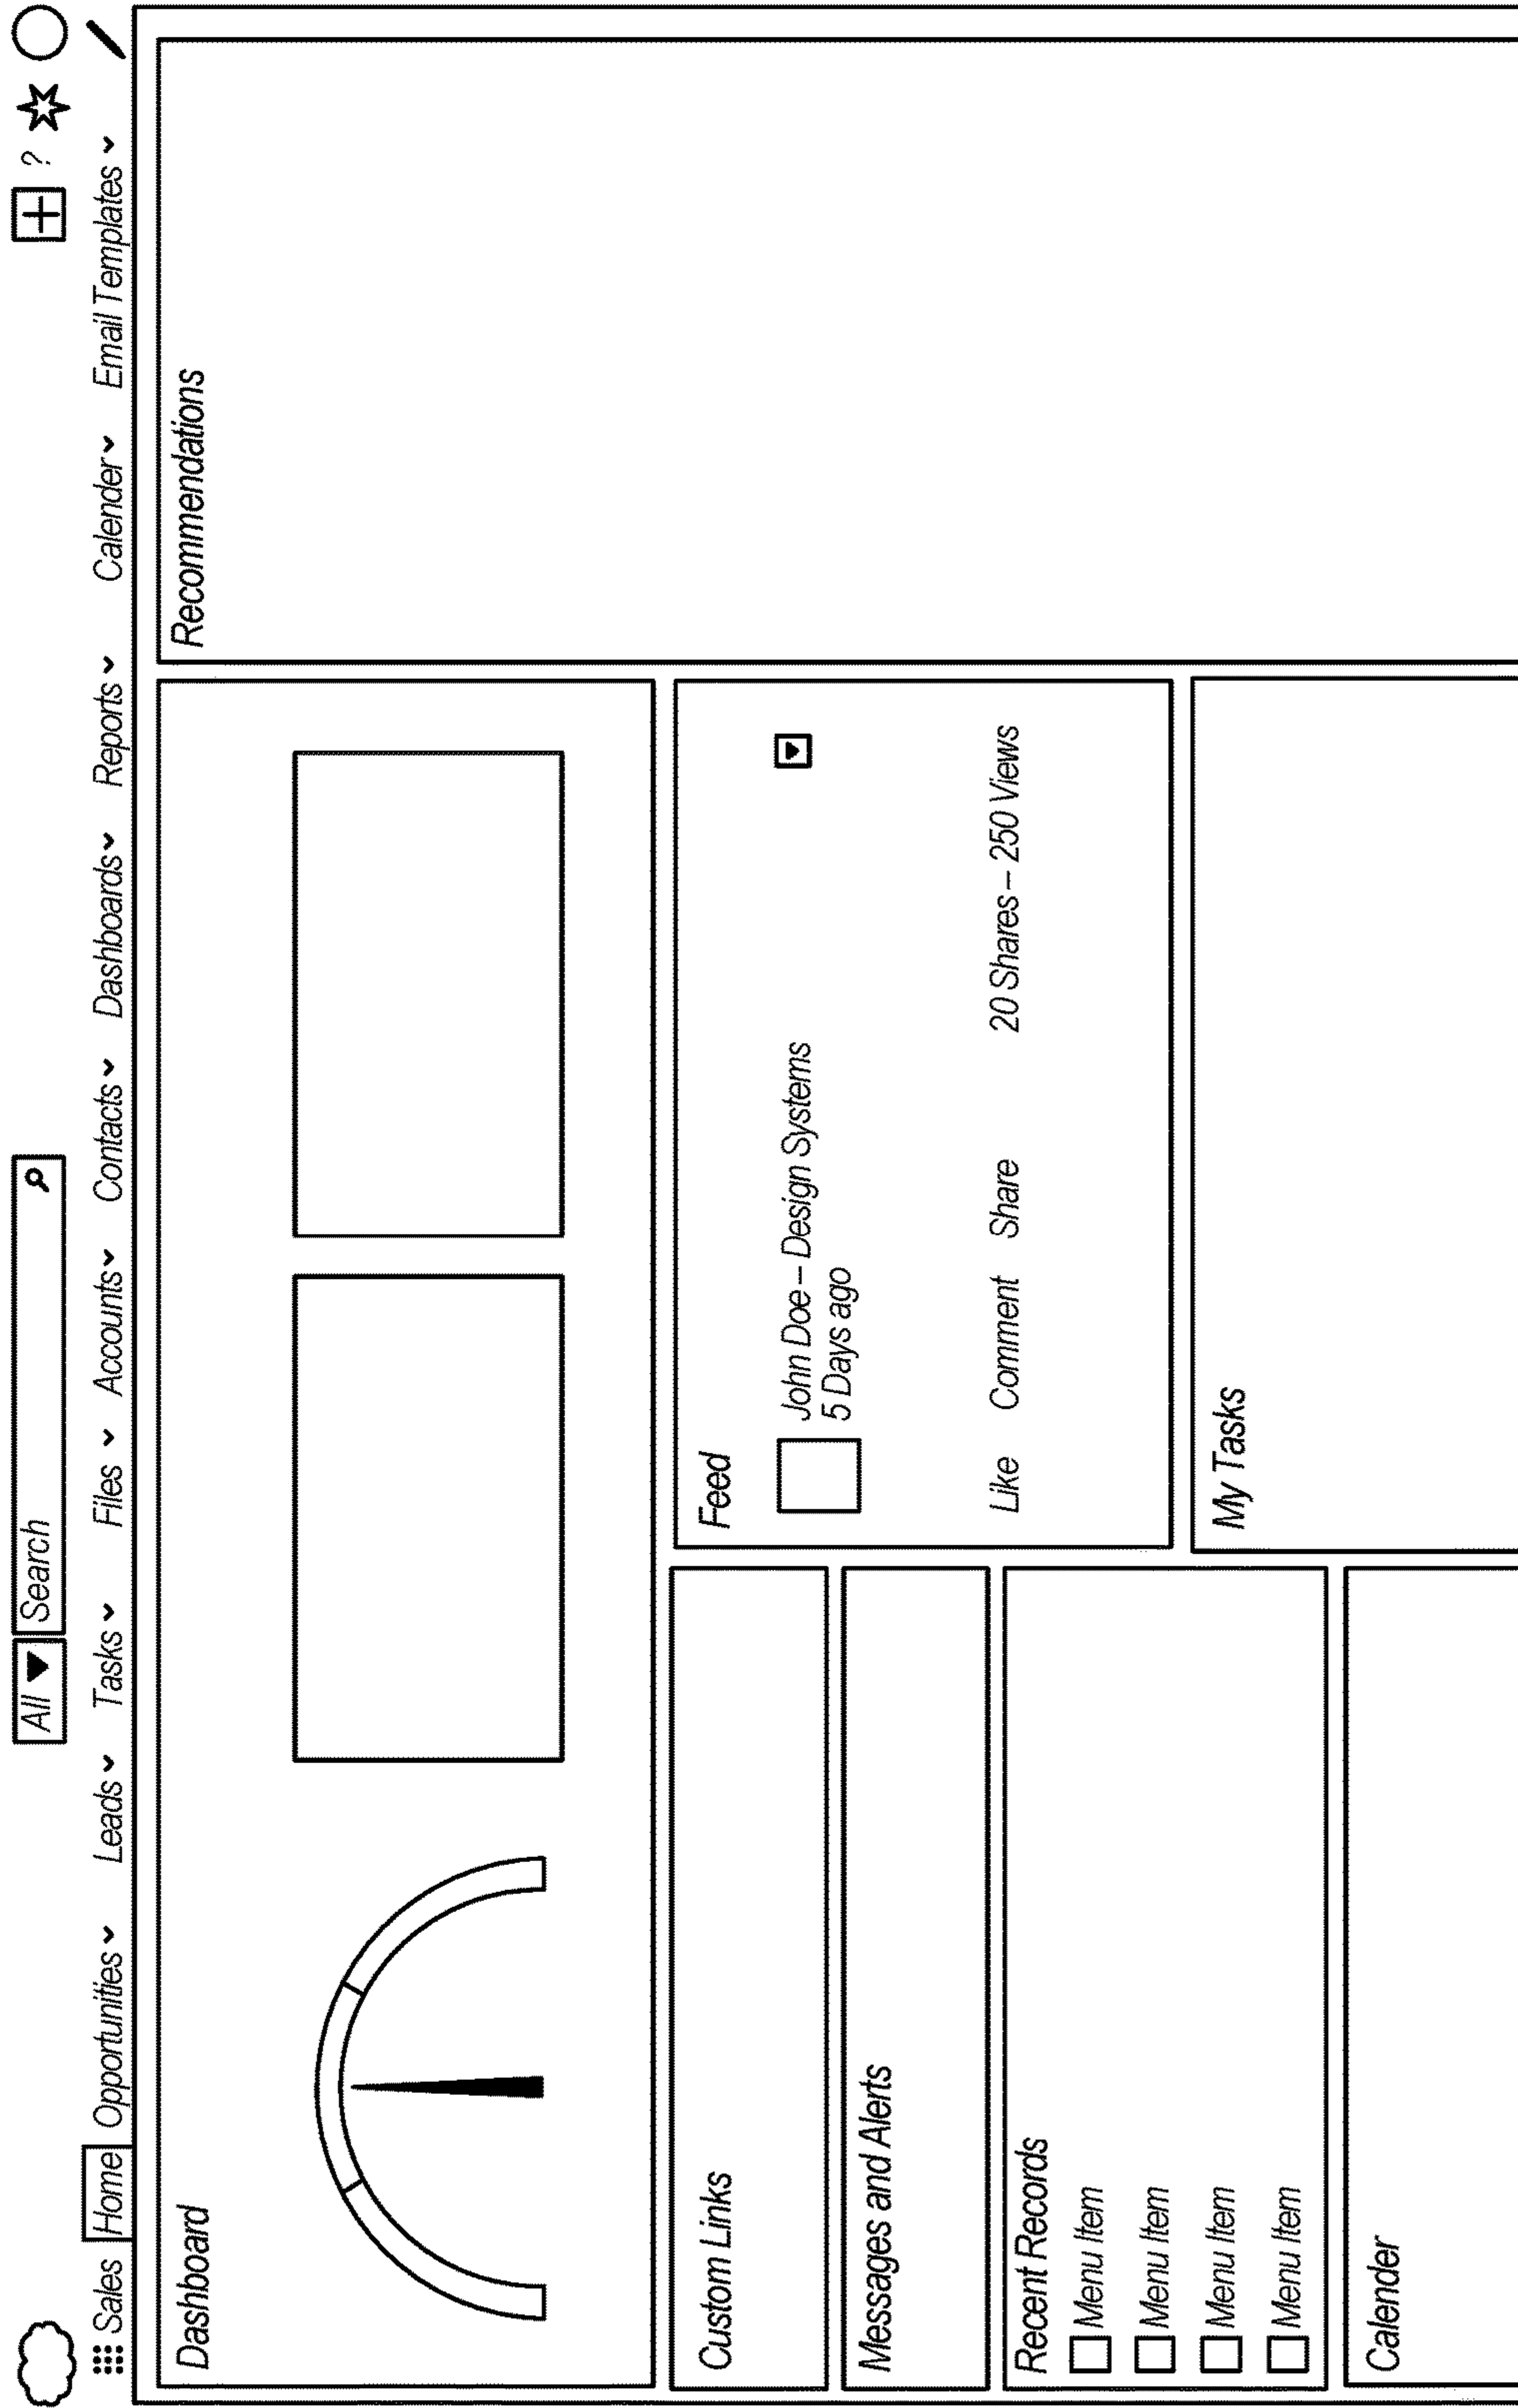 All Search
?
Sales Home Opportunities Leads Tasks Files Accounts Contacts Dashboards Reports Calender Email Templates
Dashboard
Recommendations
Custom Links
Messages and Alerts
Recent Records
Menu Item
Menu Item
Menu Item
Menu Item
Calender
Feed
John Doe – Design Systems
5 Days ago
Like Comment Share 20 Shares – 250 Views
My Tasks